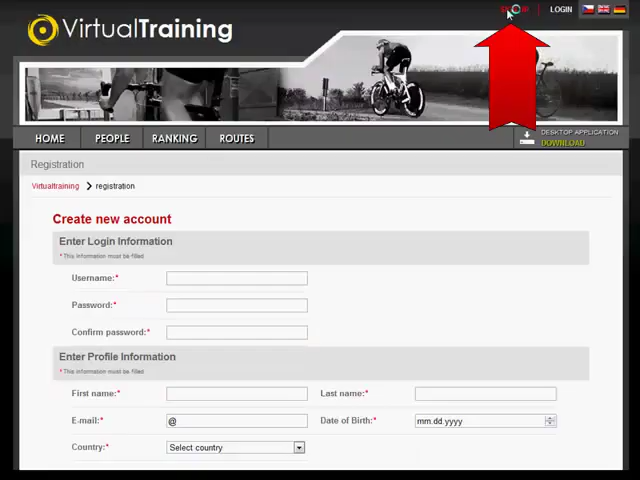 LOGIN
VirtualTraining
HOME PEOPLE RANKING ROUTES
DESKTOP APPLICATION
DOWNLOAD
Registration
Virtualtraining registration
Create new account
Enter Login Information
* This information must be filled
Username:*
Password:*
Confirm password:*
Enter Profile Information
* This information must be filled
First name:* Last name:*
E-mail:* @ Date of Birth:* mm.dd.yyyy
Country:* Select country